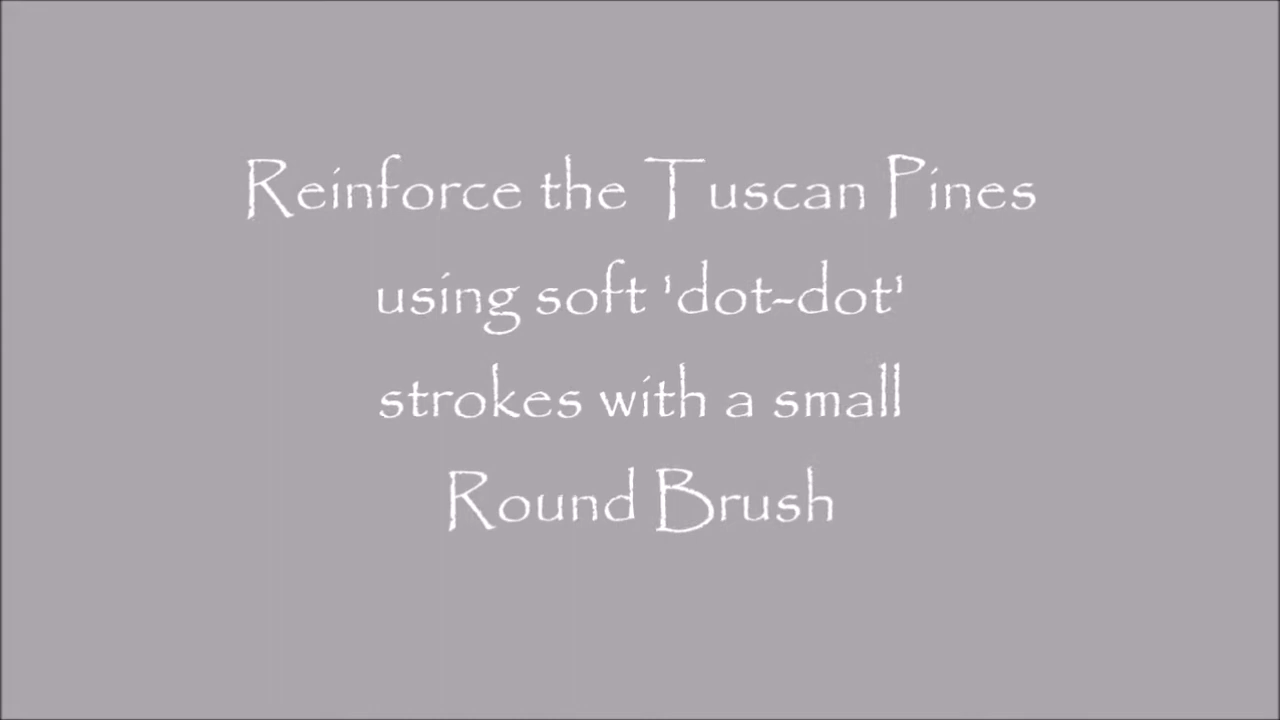 Reinforce the Tuscan Pines
using soft 'dot-dot'
strokes with a small
Round Brush